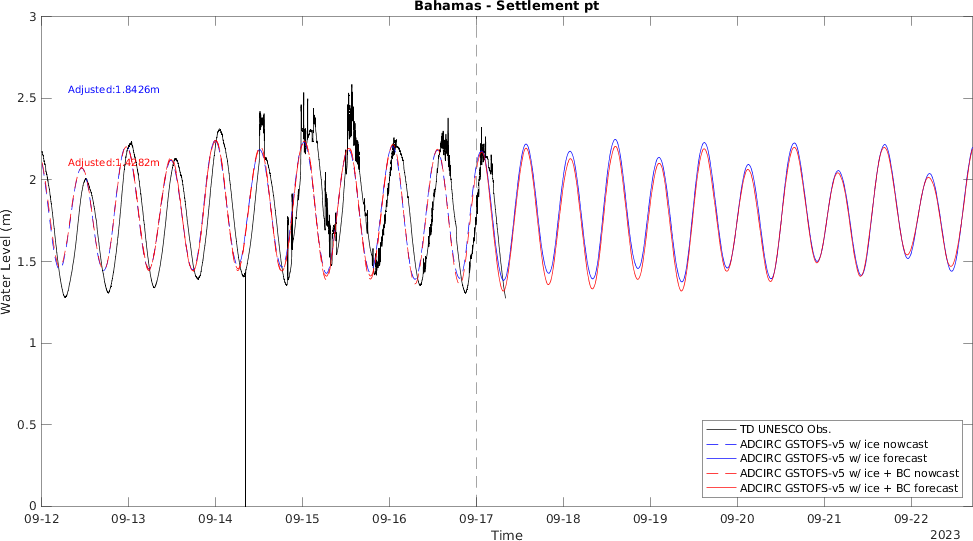 Bahamas - Settlement pt
3
2.5
2
1.5
1
0.5
0
Water Level (m)
Adjusted:1.8426m
09-12
09-13
09-14
09-15
09-16
09-17
09-18
09-19
09-20
09-21
09-22
2023
Time
TD UNESCO Obs.
ADCIRC GSTOFS-v5 w/ ice nowcast
ADCIRC GSTOFS-v5 w/ ice forecast
ADCIRC GSTOFS-v5 w/ ice + BC nowcast
ADCIRC GSTOFS-v5 w/ ice + BC forecast